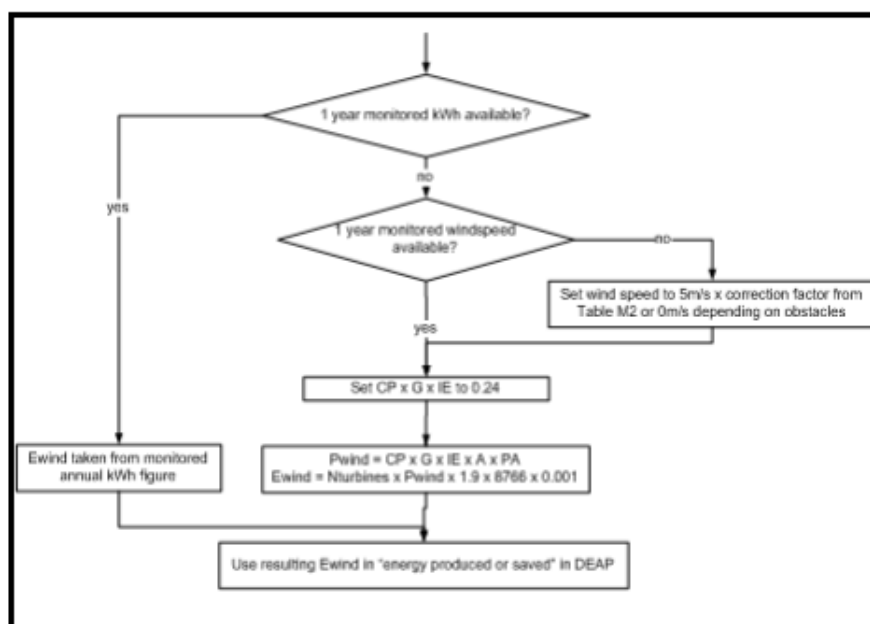 1 year monitored kWh available?
no
yes
1 year monitored windspeed
available?
no
Set wind speed to 5m/s x correction factor from
Table M2 or 0m/s depending on obstacles
yes
Set CP x G x IE to 0.24
Ewind taken from monitored
annual kWh figure
Pwind = CP x G x IE x A x PA
Ewind = Nturbines x Pwind x 1.9 x 8766 x 0.001
Use resulting Ewind in "energy produced or saved" in DEAP